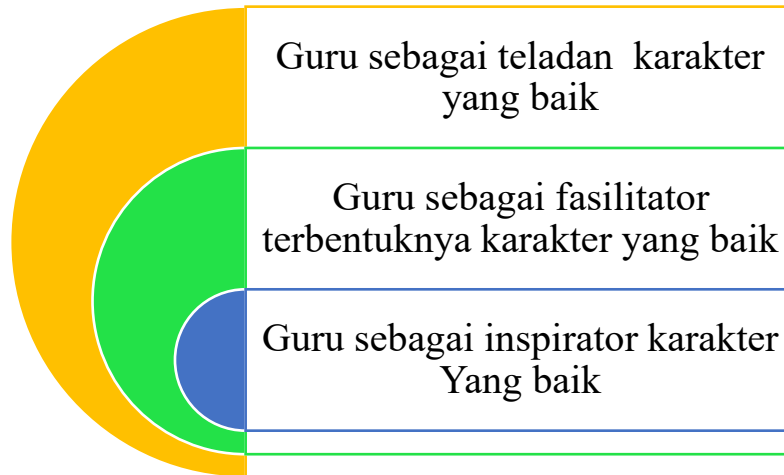 Guru sebagai teladan karakter
yang baik
Guru sebagai fasilitator
terbentuknya karakter yang baik
Guru sebagai inspirator karakter
Yang baik